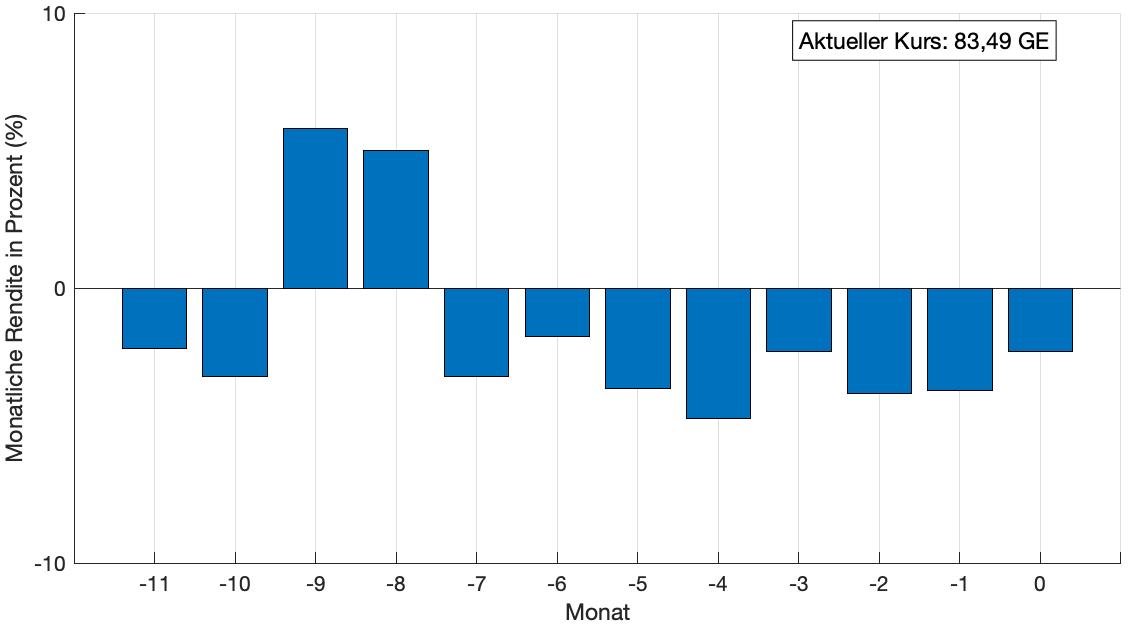 Monatliche Rendite in Prozent (%)
10
0
-10
Aktueller Kurs: 83,49 GE
-11 -10 -9 -8 -7 -6 -5 -4 -3 -2 -1 0
Monat